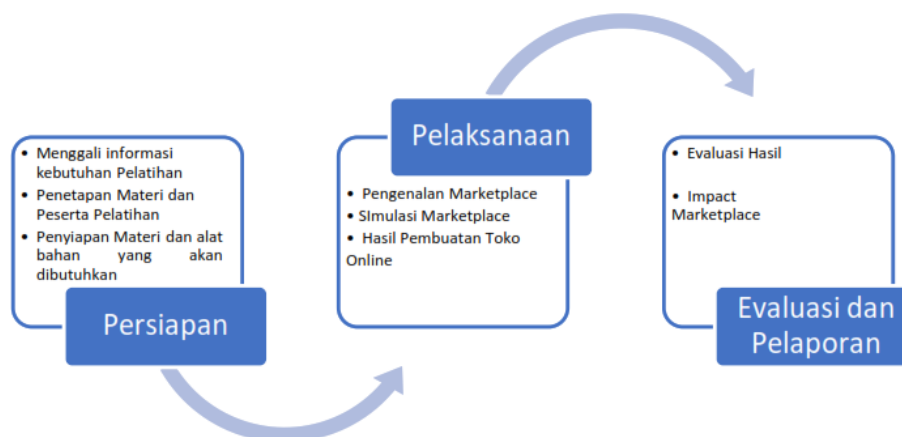 • Menggali informasi
kebutuhan Pelatihan
• Penetapan Materi dan
Peserta Pelatihan
• Penyiapan Materi dan alat
bahan yang akan
dibutuhkan
Persiapan
Pelaksanaan
• Pengenalan Marketplace
• SImulasi Marketplace
• Hasil Pembuatan Toko
Online
• Evaluasi Hasil
• Impact
Marketplace
Evaluasi dan
Pelaporan